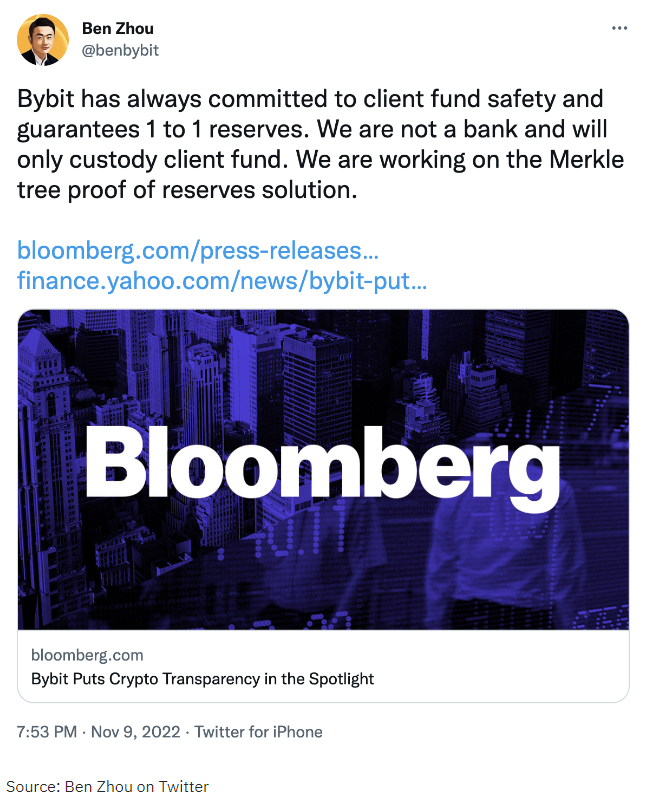 Ben Zhou
@benbybit
Bybit has always committed to client fund safety and
guarantees 1 to 1 reserves. We are not a bank and will
only custody client fund. We are working on the Merkle
tree proof of reserves solution.
bloomberg.com/press-releases...
finance.yahoo.com/news/bybit-put...
Bloomberg
bloomberg.com
Bybit Puts Crypto Transparency in the Spotlight
7:53 PM · Nov 9, 2022 · Twitter for iPhone
Source: Ben Zhou on Twitter